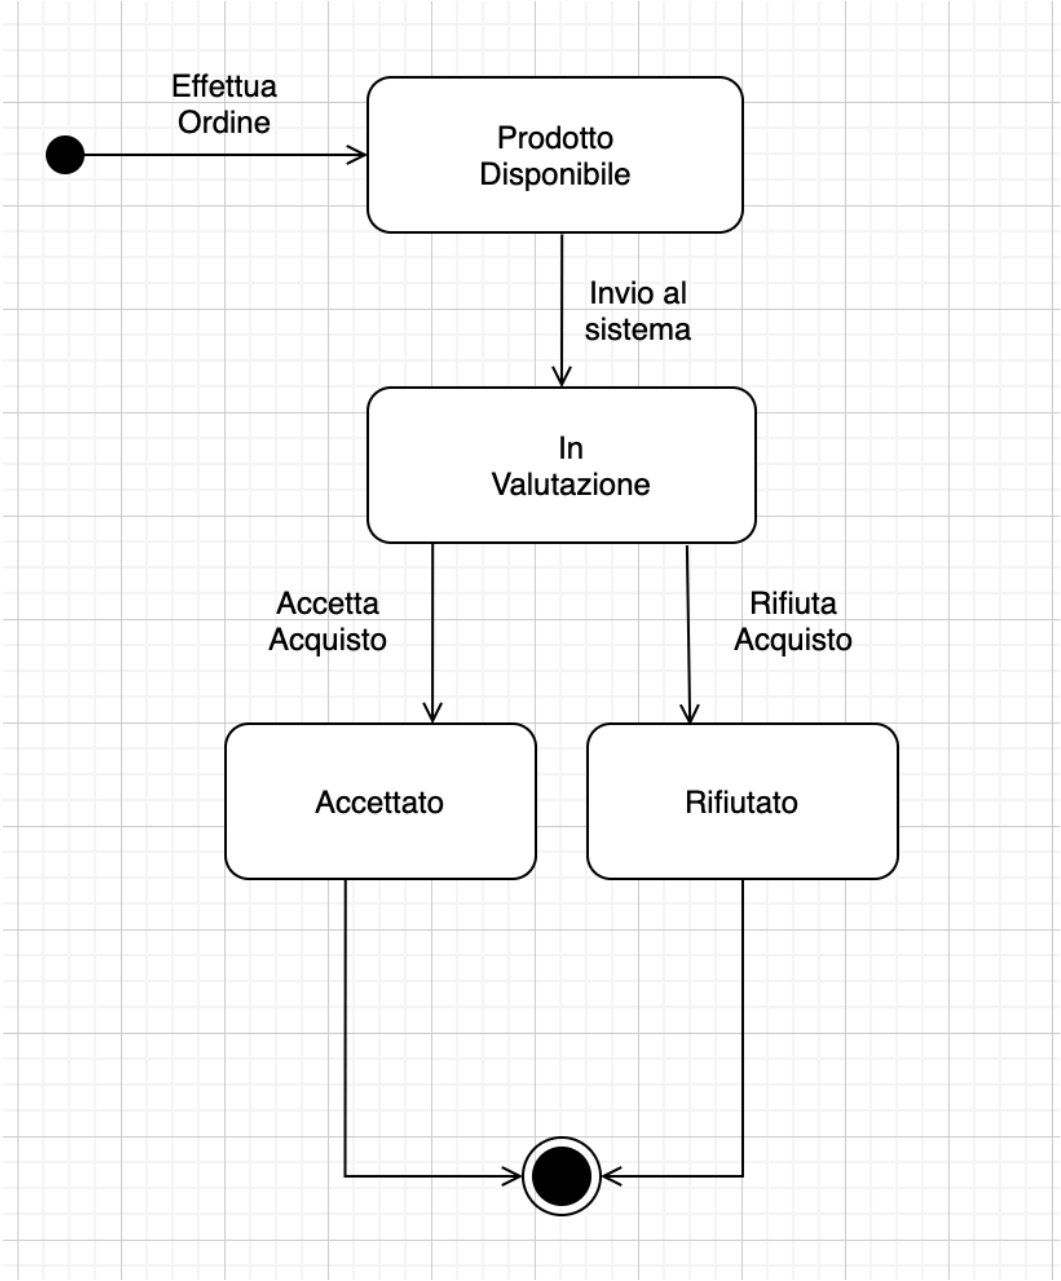 Effettua
Ordine
Prodotto
Disponibile
Invio al
sistema
In
Valutazione
Accetta
Acquisto
Rifiuta
Acquisto
Accettato
Rifiutato